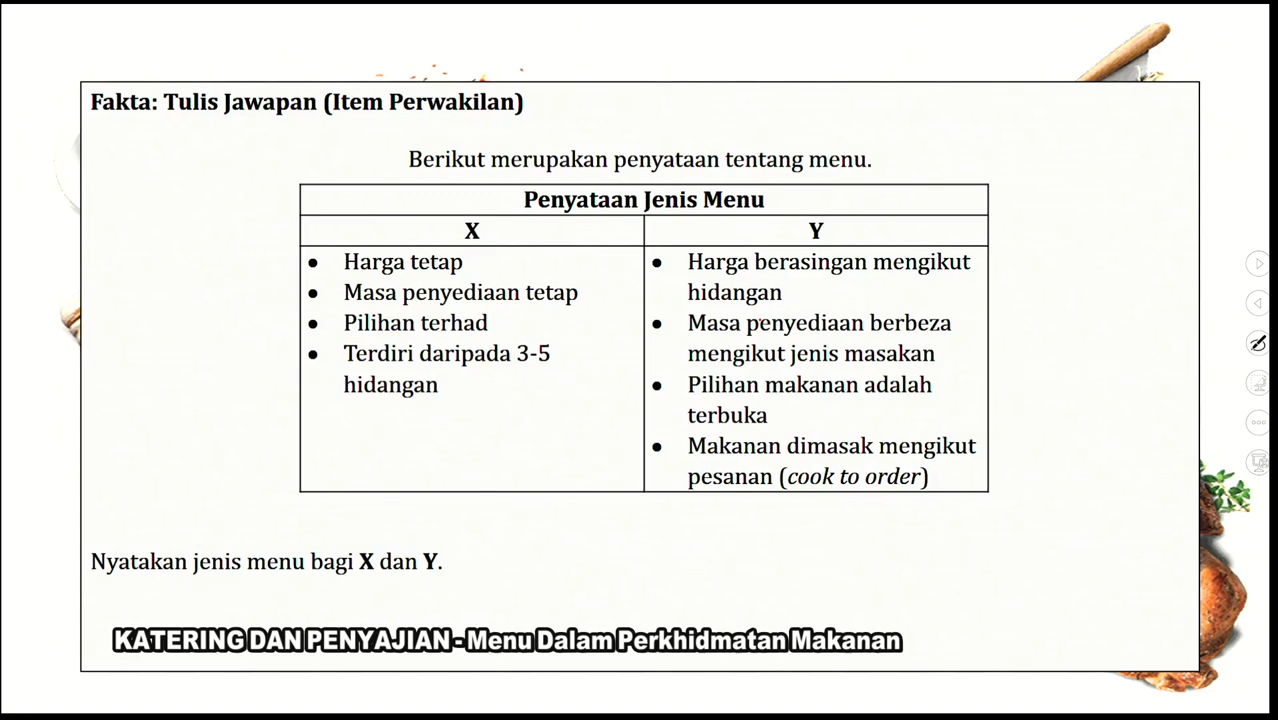 Fakta: Tulis Jawapan (Item Perwakilan)
Berikut merupakan penyataan tentang menu.
Penyataan Jenis Menu
X
Y
• Harga tetap
• Masa penyediaan tetap
• Pilihan terhad
• Terdiri daripada 3-5
hidangan
• Harga berasingan mengikut
hidangan
• Masa penyediaan berbeza
mengikut jenis masakan
• Pilihan makanan adalah
terbuka
• Makanan dimasak mengikut
pesanan (cook to order)
Nyatakan jenis menu bagi X dan Y.
KATERING DAN PENYAJIAN - Menu Dalam Perkhidmatan Makanan